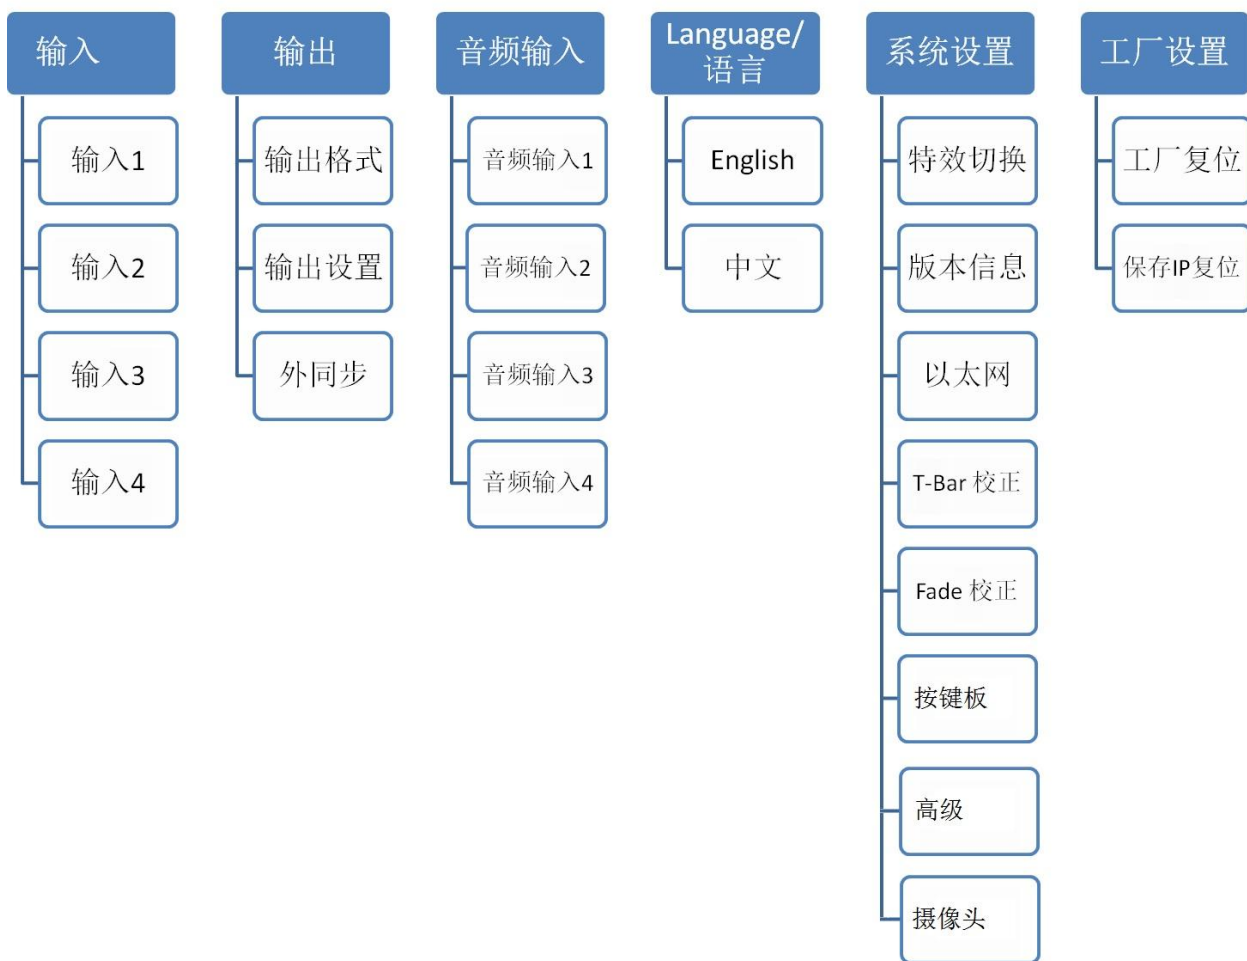 输入
输入1
输入2
输入3
输入4
输出
输出格式
输出设置
外同步
音频输入
音频输入1
音频输入2
音频输入3
音频输入4
Language/
语言
English
中文
系统设置
特效切换
版本信息
以太网
T-Bar 校正
Fade 校正
按键板
高级
摄像头
工厂设置
工厂复位
保存IP复位